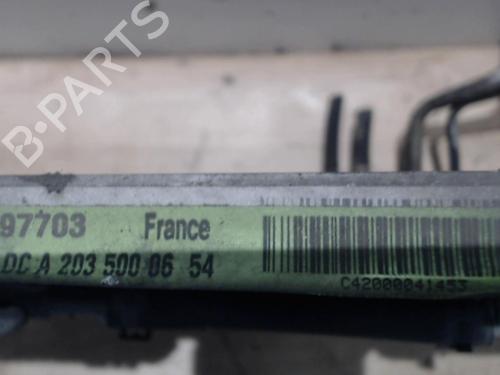 B-PARTS
97703 France
DC A 203 500 06 54
C42000041453